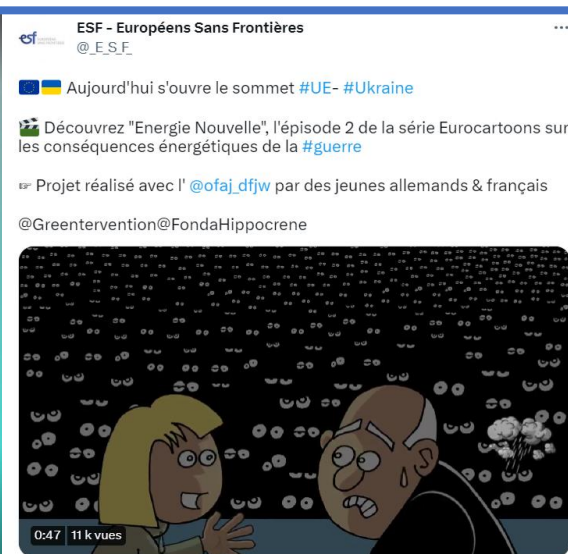 ESF - Européens Sans Frontières
esf
@_E_S_F_
🇪🇺🇺🇦 Aujourd'hui s'ouvre le sommet #UE- #Ukraine
🎬 Découvrez "Energie Nouvelle", l'épisode 2 de la série Eurocartoons sur
les conséquences énergétiques de la #guerre
☞ Projet réalisé avec l' @ofaj_dfjw par des jeunes allemands & français
@Greentervention@FondaHippocrene
0:47 11 k vues